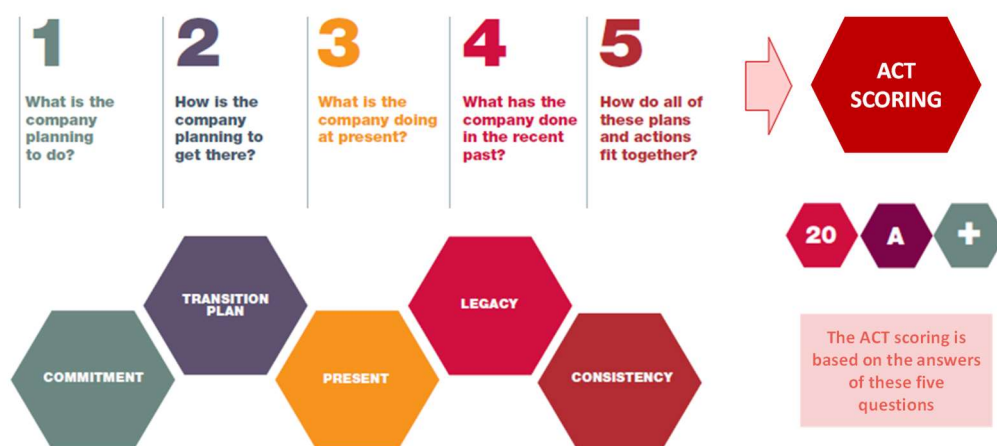 1
What is the
company
planning
to do?
2
How is the
company
planning to
get there?
3
What is the
company doing
at present?
4
What has the
company done
in the recent
past?
5
How do all of
these plans
and actions
fit together?
ACT
SCORING
20
A
+
COMMITMENT
TRANSITION
PLAN
PRESENT
LEGACY
CONSISTENCY
The ACT scoring is
based on the answers
of these five
questions